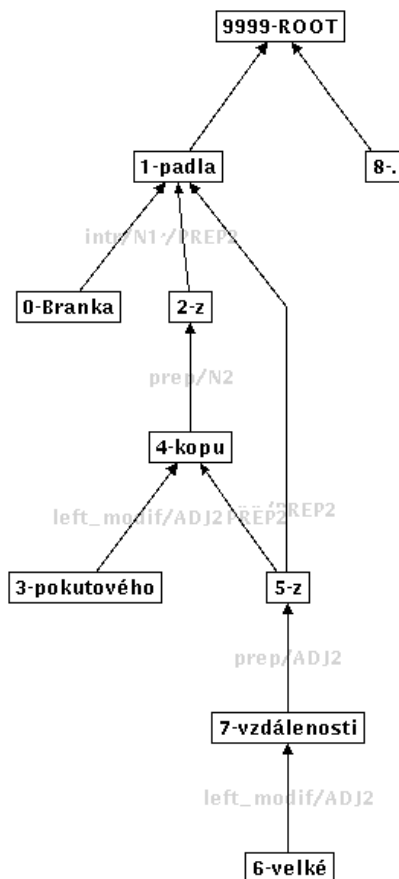 9999-ROOT
1-padla
8-.
0-Branka
2-z
prep/N2
4-kopu
left_modif/ADJ2
PREP2
3-pokutového
5-z
prep/ADJ2
7-vzdálenosti
left_modif/ADJ2
6-velké